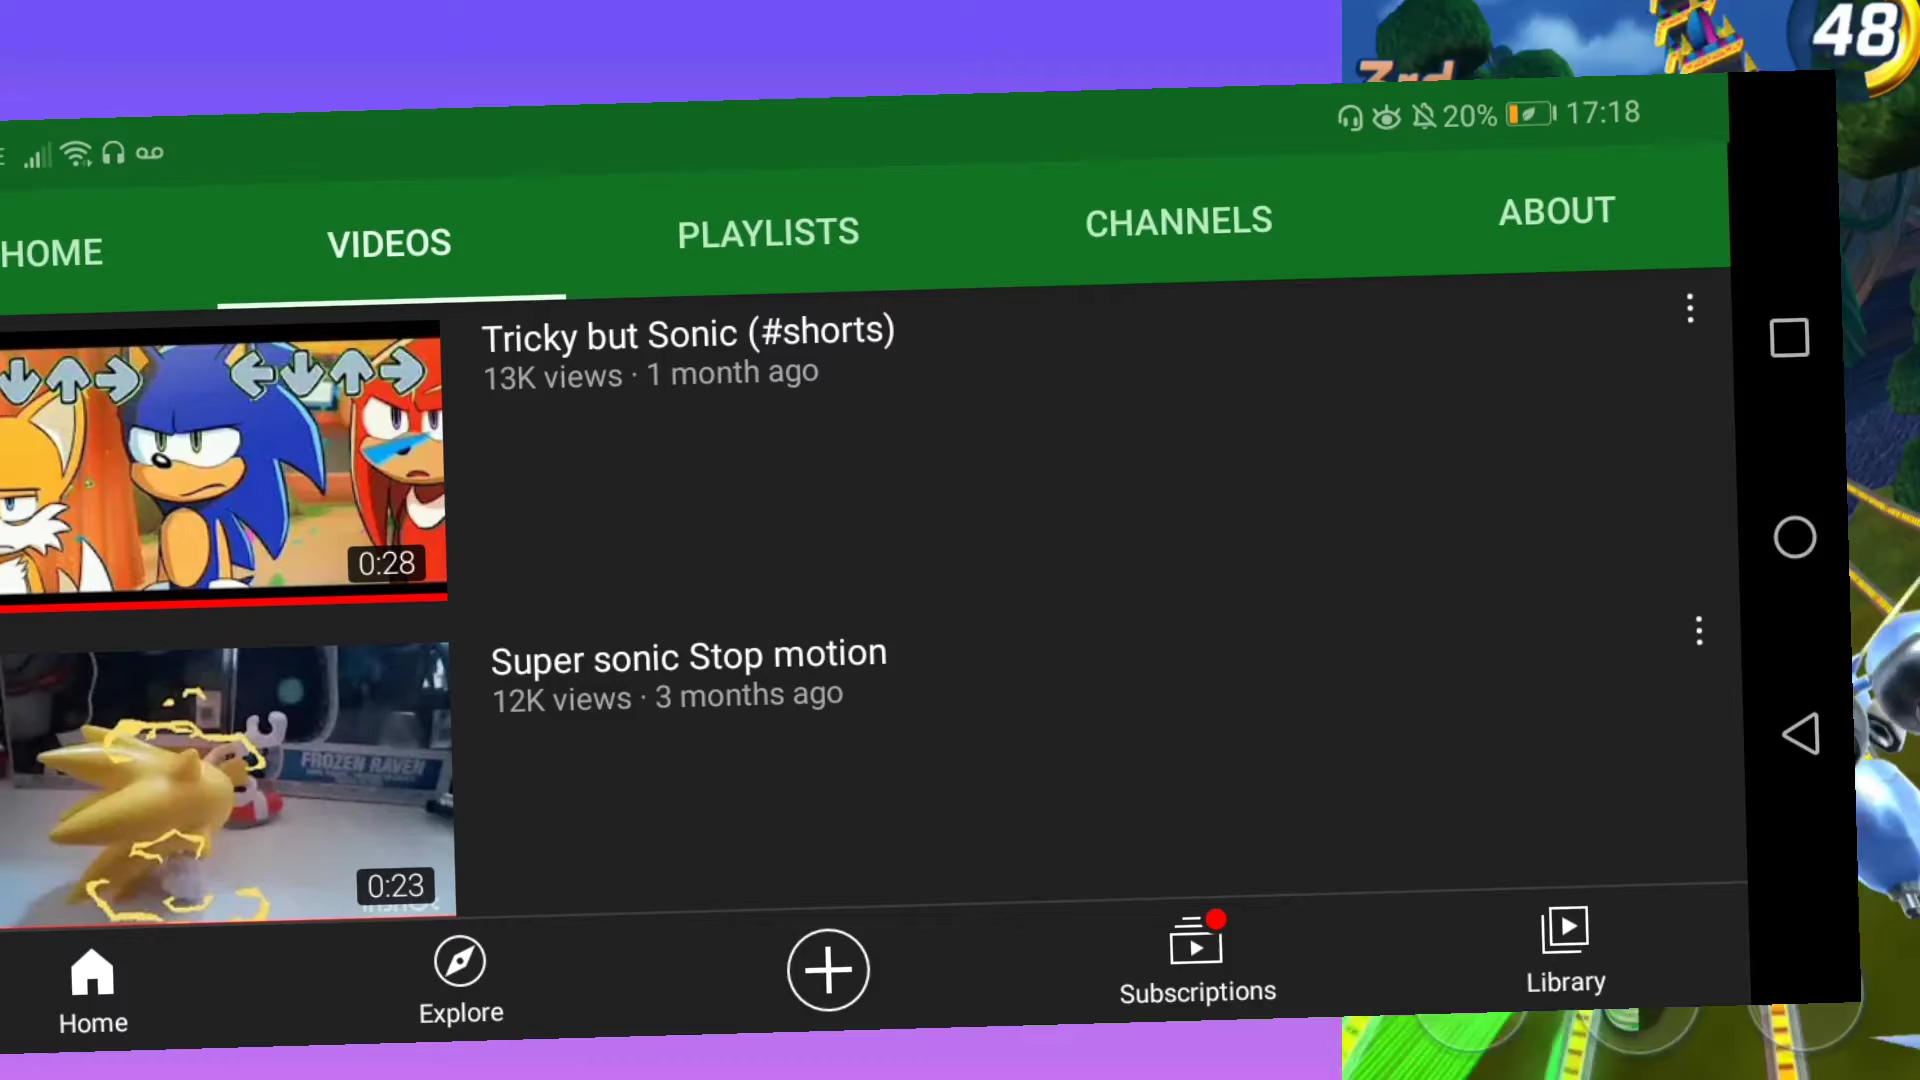 48
3rd
20% 17:18
HOME VIDEOS PLAYLISTS CHANNELS ABOUT
Tricky but Sonic (#shorts)
13K views · 1 month ago
0:28
Super sonic Stop motion
12K views · 3 months ago
FROZEN RAVEN
0:23
Home Explore Subscriptions Library